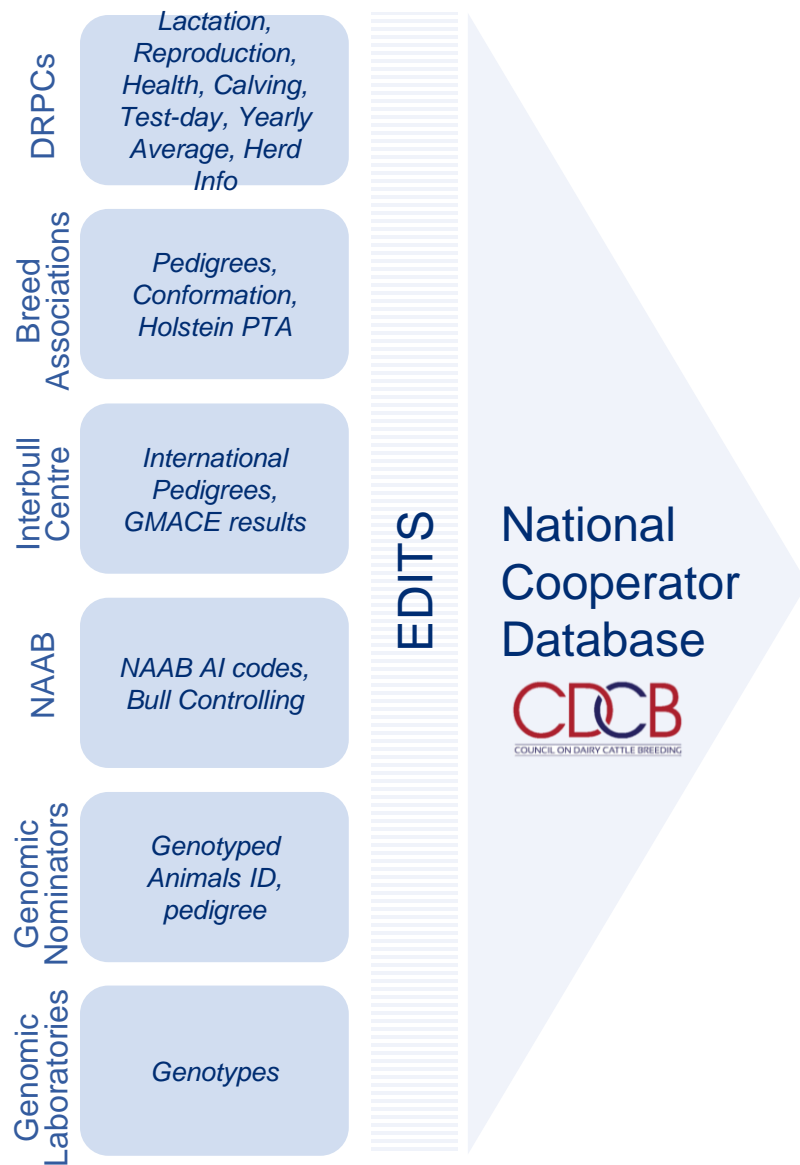 DRPCs
Lactation,
Reproduction,
Health, Calving,
Test-day, Yearly
Average, Herd
Info
Breed
Associations
Pedigrees,
Conformation,
Holstein PTA
Interbull
Centre
International
Pedigrees,
GMACE results
NAAB
NAAB AI codes,
Bull Controlling
Genomic
Nominators
Genotyped
Animals ID,
pedigree
Genomic
Laboratories
Genotypes
EDITS
National
Cooperator
Database
CDCB
COUNCIL ON DAIRY CATTLE BREEDING